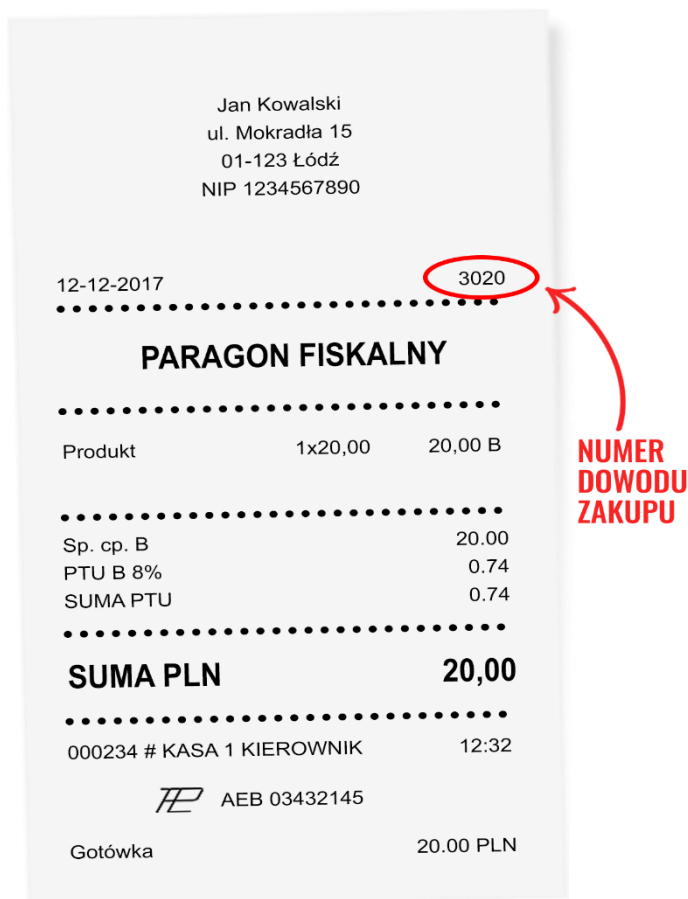 Jan Kowalski
ul. Mokradła 15
01-123 Łódź
NIP 1234567890
12-12-2017 3020
PARAGON FISKALNY
Produkt 1x20,00 20,00 B
Sp. cp. B 20.00
PTU B 8% 0.74
SUMA PTU 0.74
SUMA PLN 20,00
000234 # KASA 1 KIEROWNIK 12:32
AEB 03432145
Gotówka 20.00 PLN
NUMER
DOWODU
ZAKUPU